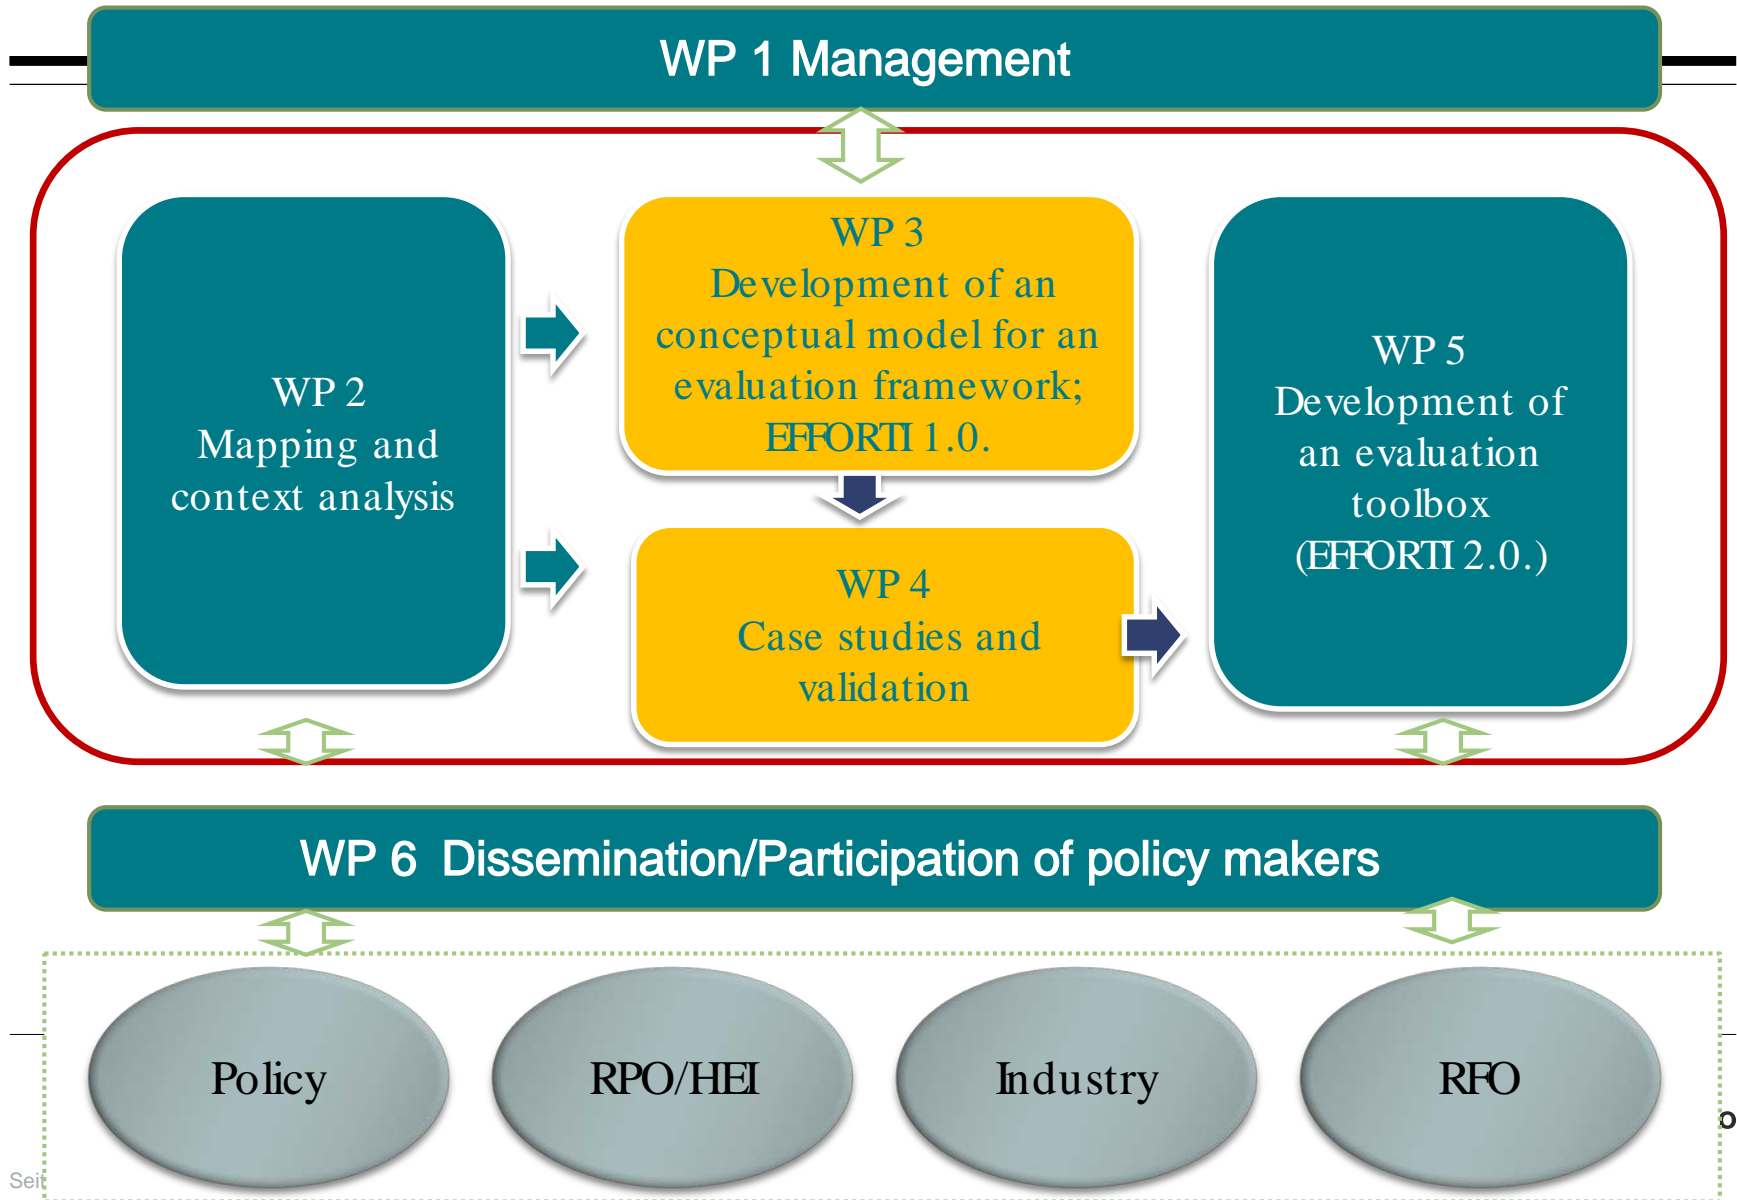 WP 1 Management
WP 2
Mapping and
context analysis
WP 3
Development of an
conceptual model for an
evaluation framework;
EFFORTI 1.0.
WP 4
Case studies and
validation
WP 5
Development of
an evaluation
toolbox
(EFFORTI 2.0.)
WP 6 Dissemination/Participation of policy makers
Policy
RPO/HEI
Industry
RFO
o
Seit